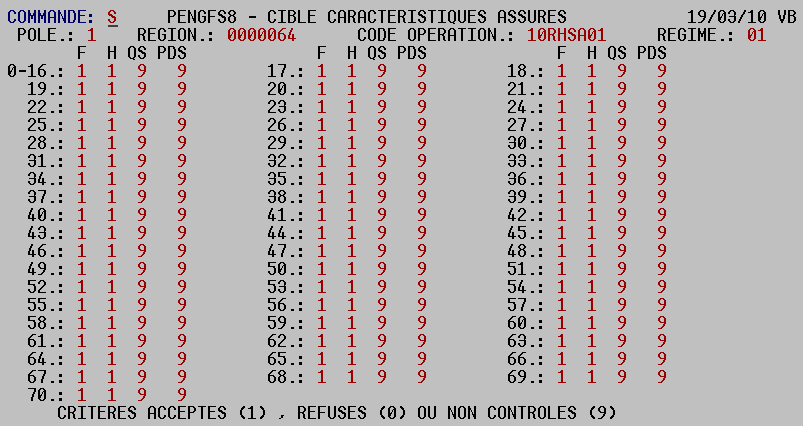 COMMANDE: S PENGFS8 - CIBLE CARACTERISTIQUES ASSURES 19/03/10 VB
POLE.: 1 REGION.: 0000064 CODE OPERATION.: 10RHSA01 REGIME.: 01
F H QS PDS F H QS PDS F H QS PDS
0-16.: 1 1 9 9 17.: 1 1 9 9 18.: 1 1 9 9
19.: 1 1 9 9 20.: 1 1 9 9 21.: 1 1 9 9
22.: 1 1 9 9 23.: 1 1 9 9 24.: 1 1 9 9
25.: 1 1 9 9 26.: 1 1 9 9 27.: 1 1 9 9
28.: 1 1 9 9 29.: 1 1 9 9 30.: 1 1 9 9
31.: 1 1 9 9 32.: 1 1 9 9 33.: 1 1 9 9
34.: 1 1 9 9 35.: 1 1 9 9 36.: 1 1 9 9
37.: 1 1 9 9 38.: 1 1 9 9 39.: 1 1 9 9
40.: 1 1 9 9 41.: 1 1 9 9 42.: 1 1 9 9
43.: 1 1 9 9 44.: 1 1 9 9 45.: 1 1 9 9
46.: 1 1 9 9 47.: 1 1 9 9 48.: 1 1 9 9
49.: 1 1 9 9 50.: 1 1 9 9 51.: 1 1 9 9
52.: 1 1 9 9 53.: 1 1 9 9 54.: 1 1 9 9
55.: 1 1 9 9 56.: 1 1 9 9 57.: 1 1 9 9
58.: 1 1 9 9 59.: 1 1 9 9 60.: 1 1 9 9
61.: 1 1 9 9 62.: 1 1 9 9 63.: 1 1 9 9
64.: 1 1 9 9 65.: 1 1 9 9 66.: 1 1 9 9
67.: 1 1 9 9 68.: 1 1 9 9 69.: 1 1 9 9
70.: 1 1 9 9
CRITERES ACCEPTES (1) , REFUSES (0) OU NON CONTROLES (9)